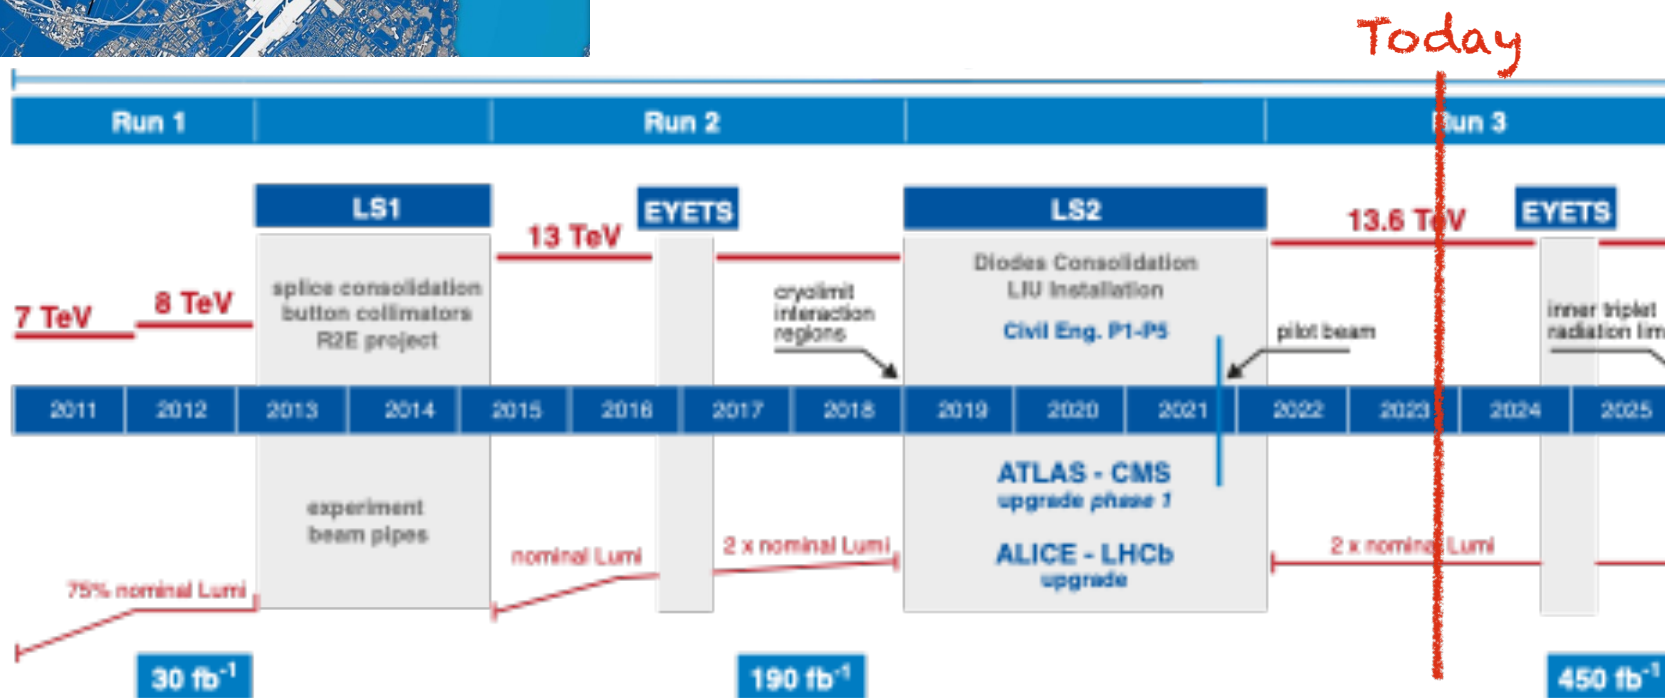 Today
Run 1
Run 2
Run 3
LS1
EYETS
LS2
EYETS
7 TeV
8 TeV
13 TeV
13.6 TeV
splice consolidation
button collimators
R2E project
cryolimit
interaction
regions
Diodes Consolidation
LIU Installation
Civil Eng. P1-P5
pilot beam
inner triplet
radiation lim
2011
2012
2013
2014
2015
2016
2017
2018
2019
2020
2021
2022
2023
2024
2025
experiment
beam pipes
ATLAS - CMS
upgrade phase 1
ALICE - LHCb
upgrade
75% nominal Lumi
nominal Lumi
2 x nominal Lumi
2 x nominal Lumi
30 fb⁻¹
190 fb⁻¹
450 fb⁻¹